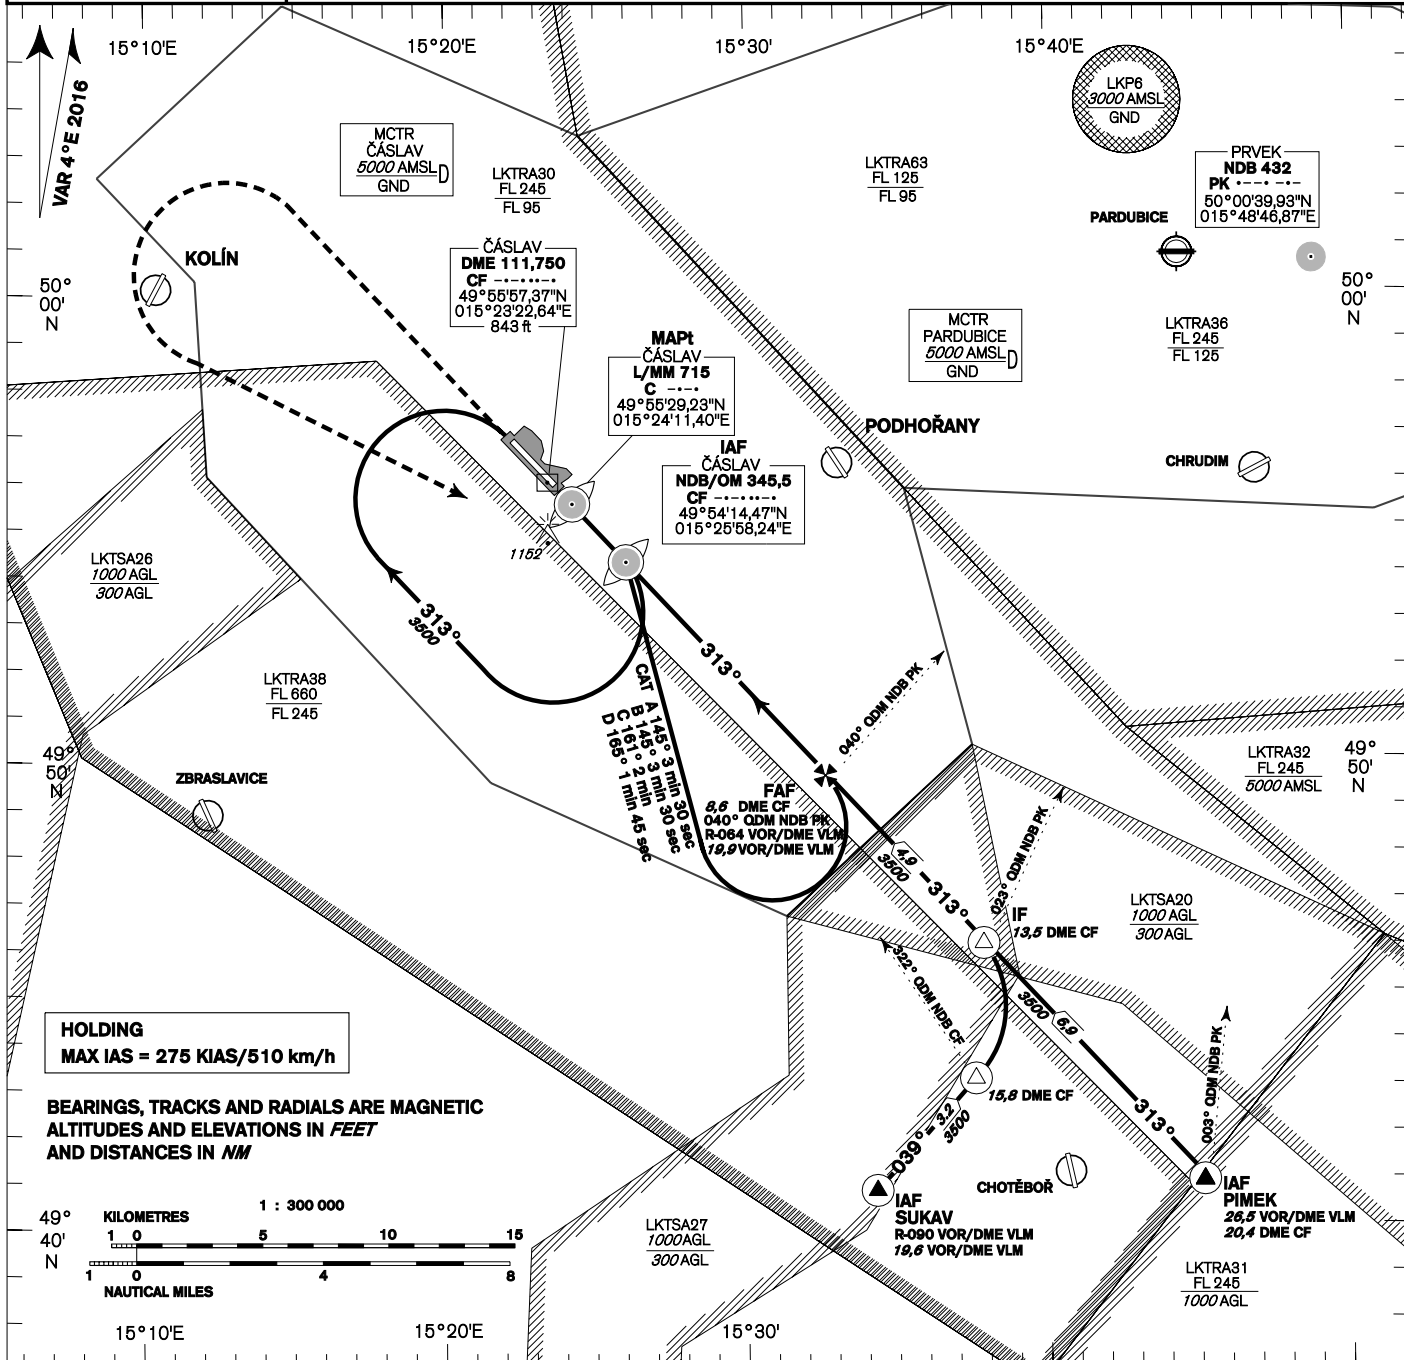 15°10'E
15°20'E
15°30'
15°40'E
VAR 4°E 2016
MCTR
ČÁSLAV
5000 AMSL D
GND
LKTRA30
FL 245
FL 95
LKTRA63
FL 125
FL 95
LKP6
3000 AMSL
GND
PRVEK
NDB 432
PK ·--· -·-
50°00'39,93"N
015°48'46,87"E
PARDUBICE
KOLÍN
ČÁSLAV
DME 111,750
CF -·-· ··-·
49°55'57,37"N
015°23'22,64"E
843 ft
50°
00'
N
50°
00'
N
MCTR
PARDUBICE
5000 AMSL D
GND
LKTRA36
FL 245
FL 125
MAPt
ČÁSLAV
L/MM 715
C -·-·
49°55'29,23"N
015°24'11,40"E
PODHOŘANY
IAF
ČÁSLAV
NDB/OM 345,5
CF -·-· ··-·
49°54'14,47"N
015°25'58,24"E
CHRUDIM
1152
LKTSA26
1000 AGL
300 AGL
313°
3500
313°
040° QDM NDB PK
LKTRA38
FL 660
FL 245
CAT A 145° 3 min 30 sec
B 145° 3 min 30 sec
C 161° 2 min
D 165° 1 min 45 sec
49°
50'
N
ZBRASLAVICE
FAF
8,6 DME CF
040° QDM NDB PK
R-064 VOR/DME VLM
19,9 VOR/DME VLM
LKTRA32
FL 245
5000 AMSL
49°
50'
N
4,9
3500
313°
023° QDM NDB PK
IF
13,5 DME CF
LKTSA20
1000 AGL
300 AGL
322° QDM NDB CF
3500
6,9
313°
003° QDM NDB PK
HOLDING
MAX IAS = 275 KIAS/510 km/h
15,8 DME CF
BEARINGS, TRACKS AND RADIALS ARE MAGNETIC
ALTITUDES AND ELEVATIONS IN FEET
AND DISTANCES IN NM
039°
3.2
3500
CHOTĚBOŘ
IAF
SUKAV
R-090 VOR/DME VLM
19,6 VOR/DME VLM
IAF
PIMEK
26,5 VOR/DME VLM
20,4 DME CF
1 : 300 000
KILOMETRES
1 0 5 10 15
1 0 4 8
NAUTICAL MILES
49°
40'
N
LKTSA27
1000AGL
300 AGL
LKTRA31
FL 245
1000 AGL
15°10'E
15°20'E
15°30'